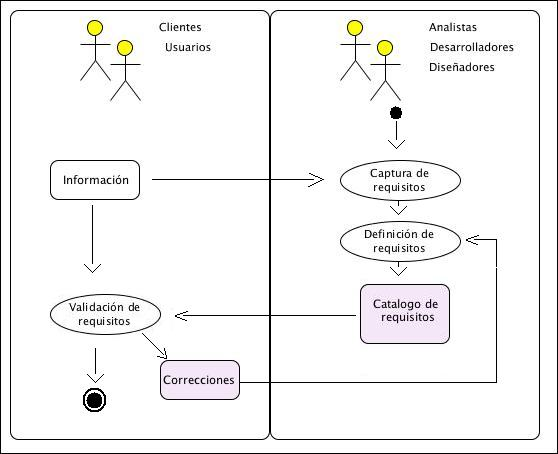 Clientes
Usuarios
Analistas
Desarrolladores
Diseñadores
Información
Captura de
requisitos
Definición de
requisitos
Catalogo de
requisitos
Validación de
requisitos
Correcciones